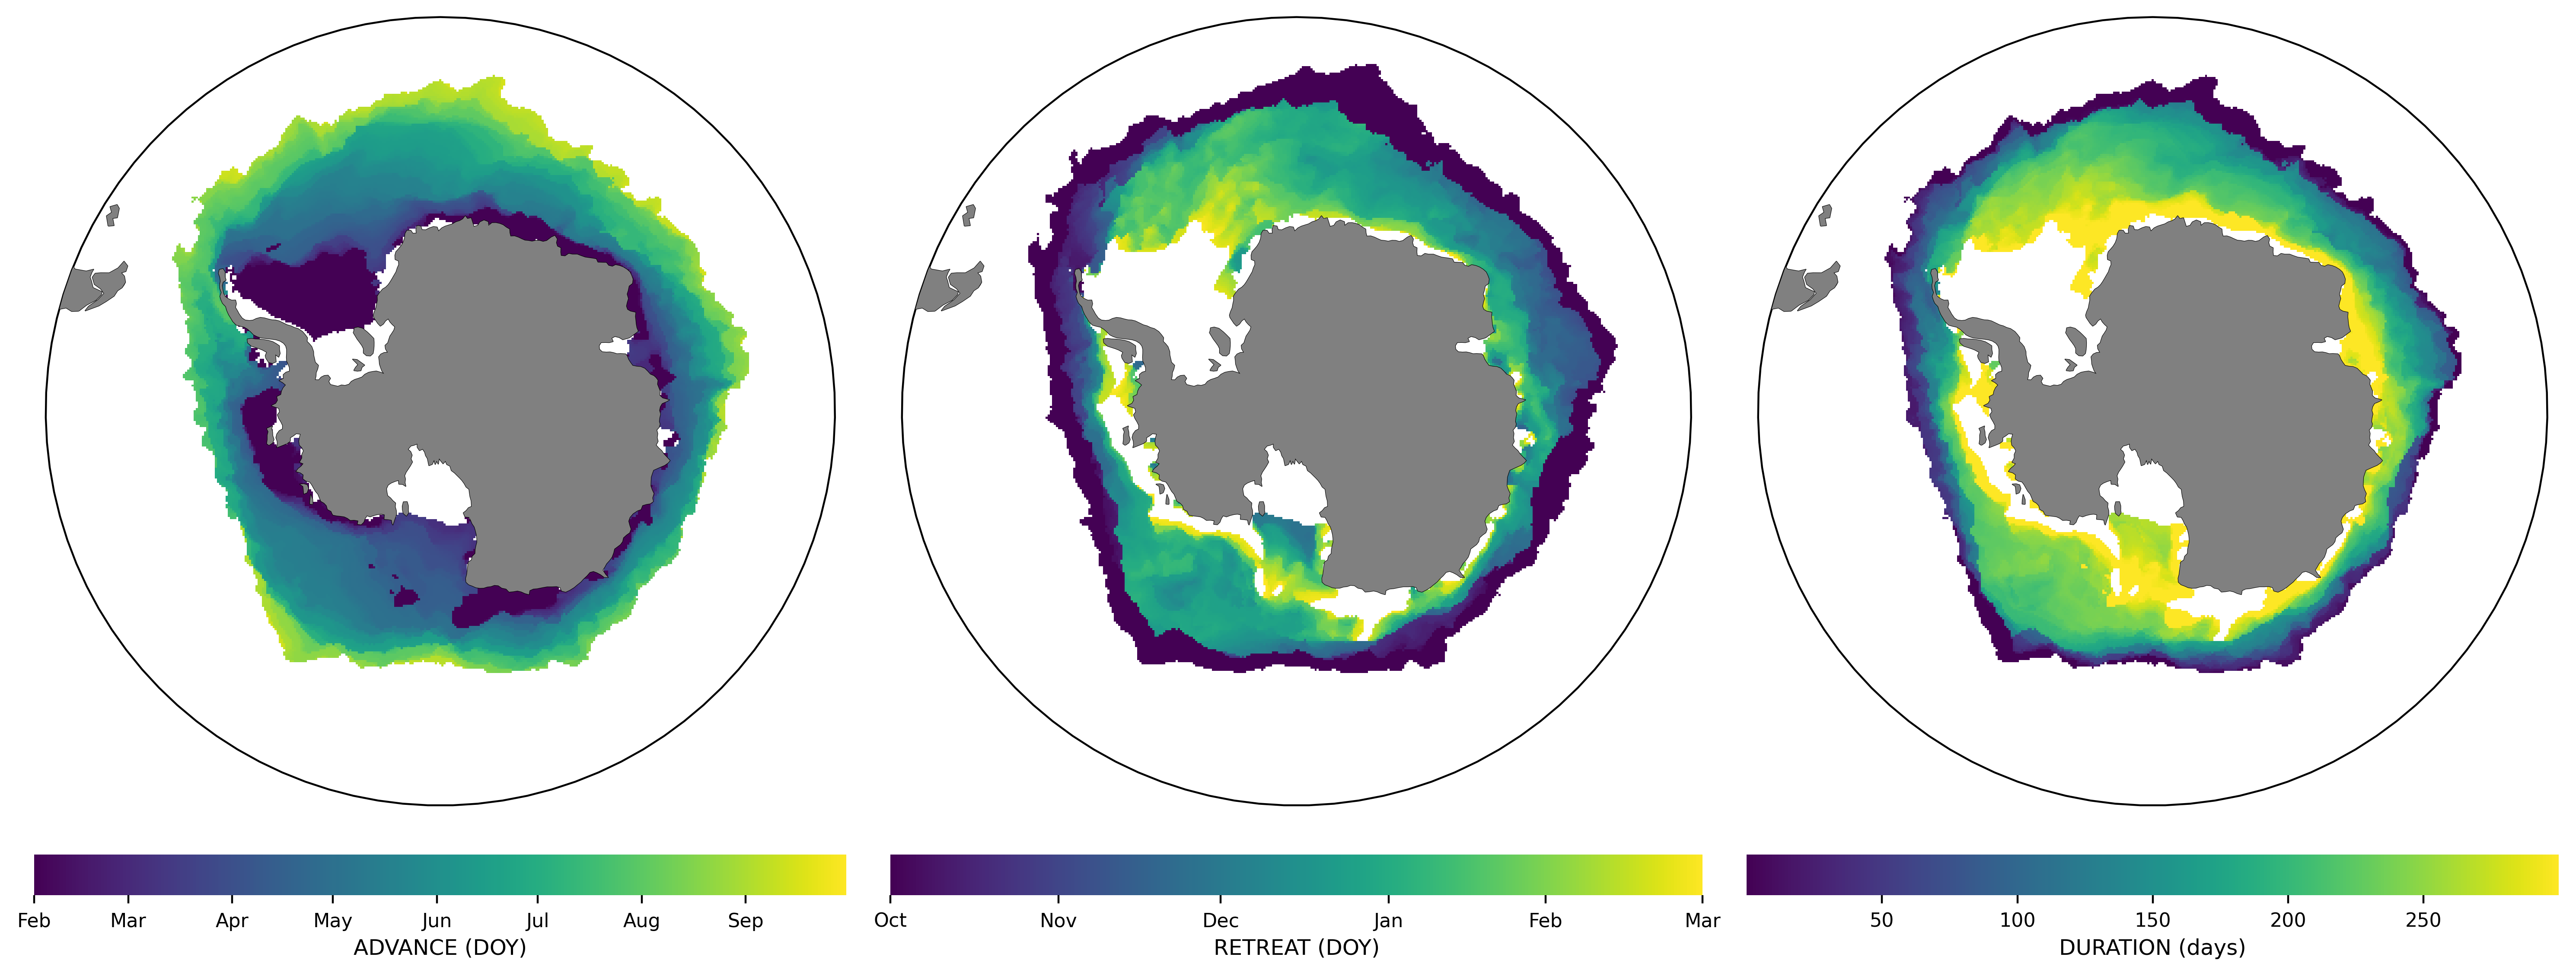 Feb Mar Apr May Jun Jul Aug Sep
ADVANCE (DOY)
Oct Nov Dec Jan Feb Mar
RETREAT (DOY)
50 100 150 200 250
DURATION (days)